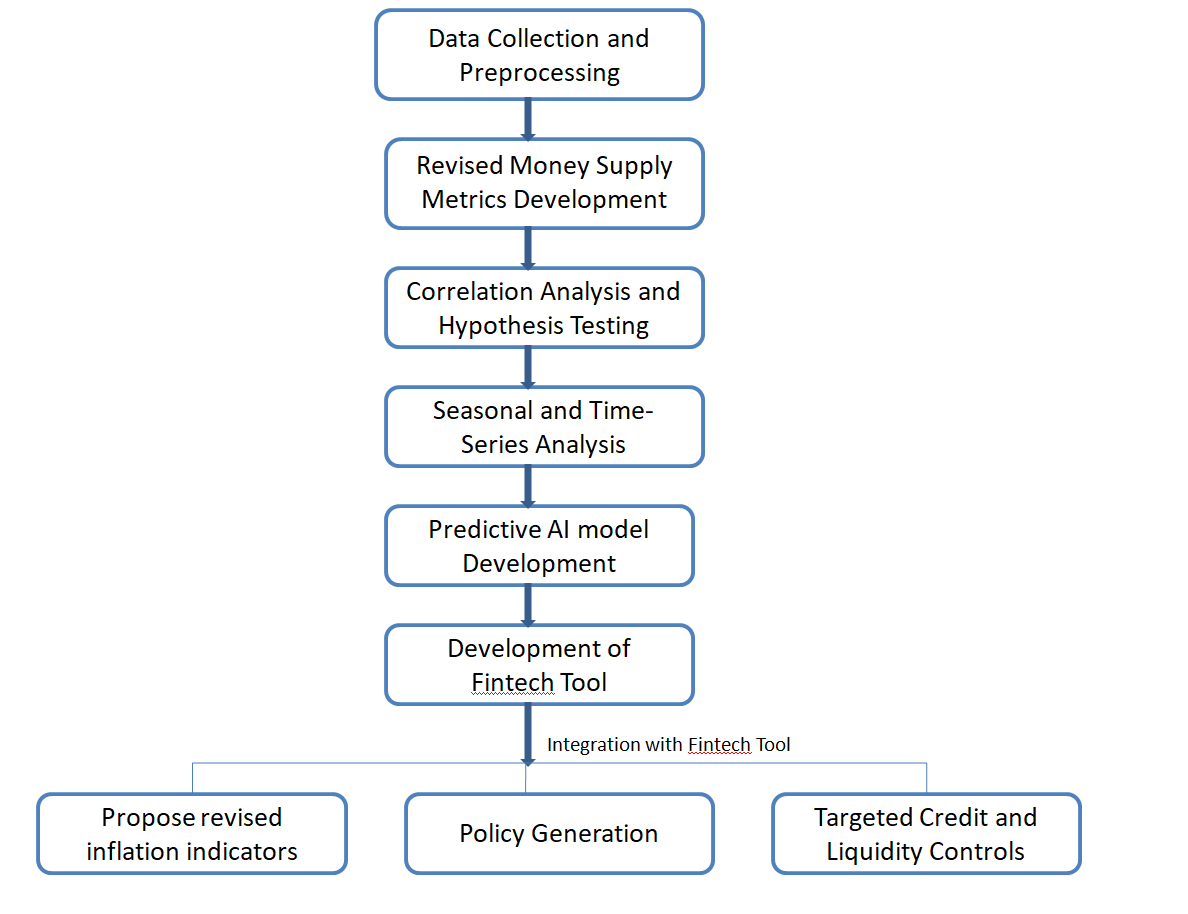 Data Collection and
Preprocessing
Revised Money Supply
Metrics Development
Correlation Analysis and
Hypothesis Testing
Seasonal and Time-
Series Analysis
Predictive AI model
Development
Development of
Fintech Tool
Integration with Fintech Tool
Propose revised
inflation indicators
Policy Generation
Targeted Credit and
Liquidity Controls